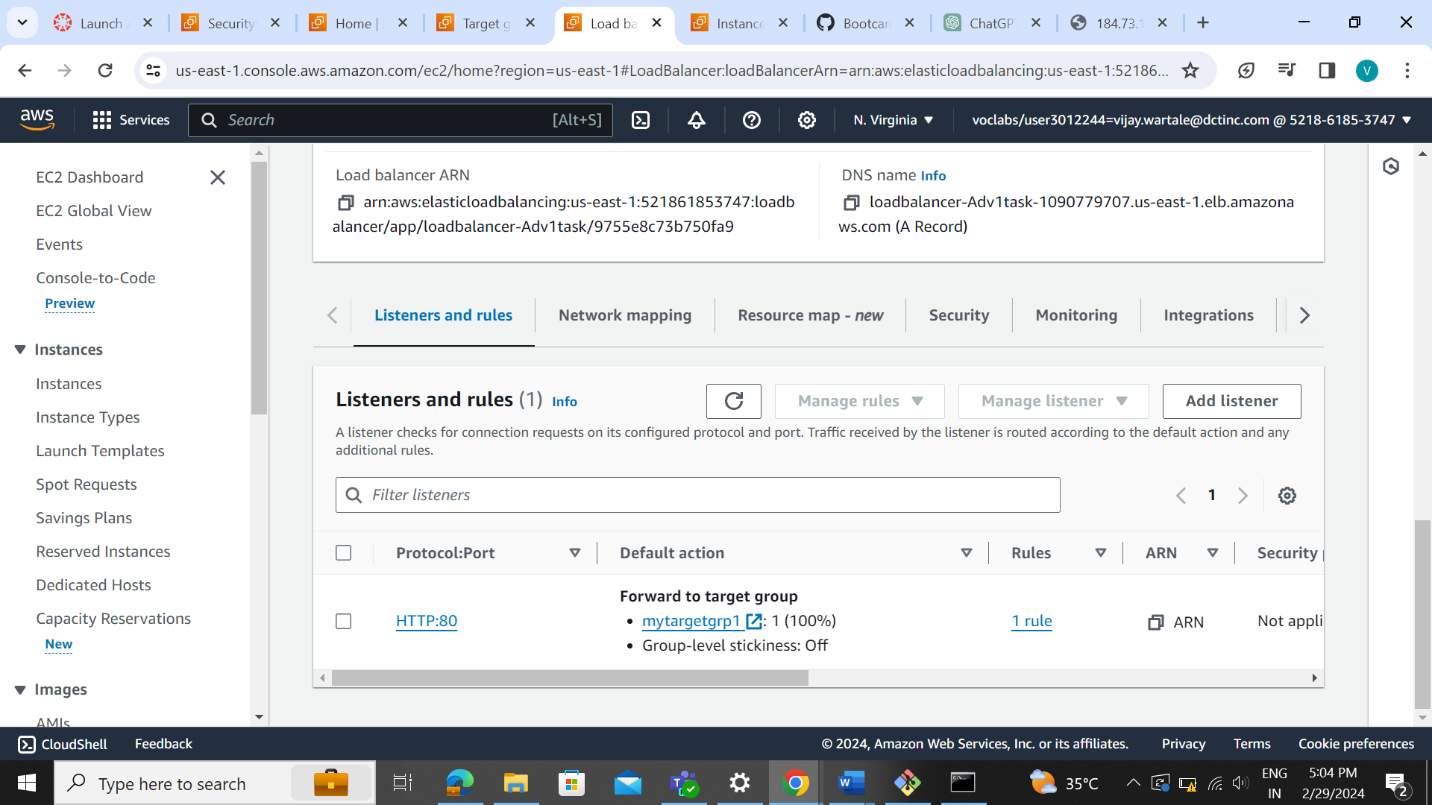 Launch
Security
Home |
Target g
Load ba
Instance
Bootcam
ChatGP
184.73.1
us-east-1.console.aws.amazon.com/ec2/home?region=us-east-1#LoadBalancer:loadBalancerArn=arn:aws:elasticloadbalancing:us-east-1:52186...
V
aws
Services
Search
[Alt+S]
N. Virginia
voclabs/user3012244=vijay.wartale@dctinc.com @ 5218-6185-3747
EC2 Dashboard
EC2 Global View
Events
Console-to-Code
Preview
Instances
Instances
Instance Types
Launch Templates
Spot Requests
Savings Plans
Reserved Instances
Dedicated Hosts
Capacity Reservations
New
Images
AMIs
Load balancer ARN
arn:aws:elasticloadbalancing:us-east-1:521861853747:loadb
alancer/app/loadbalancer-Adv1task/9755e8c73b750fa9
DNS name Info
loadbalancer-Adv1task-1090779707.us-east-1.elb.amazona
ws.com (A Record)
Listeners and rules
Network mapping
Resource map - new
Security
Monitoring
Integrations
Listeners and rules (1) Info
Manage rules
Manage listener
Add listener
A listener checks for connection requests on its configured protocol and port. Traffic received by the listener is routed according to the default action and any
additional rules.
Filter listeners
1
Protocol:Port
Default action
Rules
ARN
Security
HTTP:80
Forward to target group
• mytargetgrp1 : 1 (100%)
• Group-level stickiness: Off
1 rule
ARN
Not appli
CloudShell
Feedback
© 2024, Amazon Web Services, Inc. or its affiliates.
Privacy
Terms
Cookie preferences
Type here to search
35°C
ENG
IN
5:04 PM
2/29/2024
2